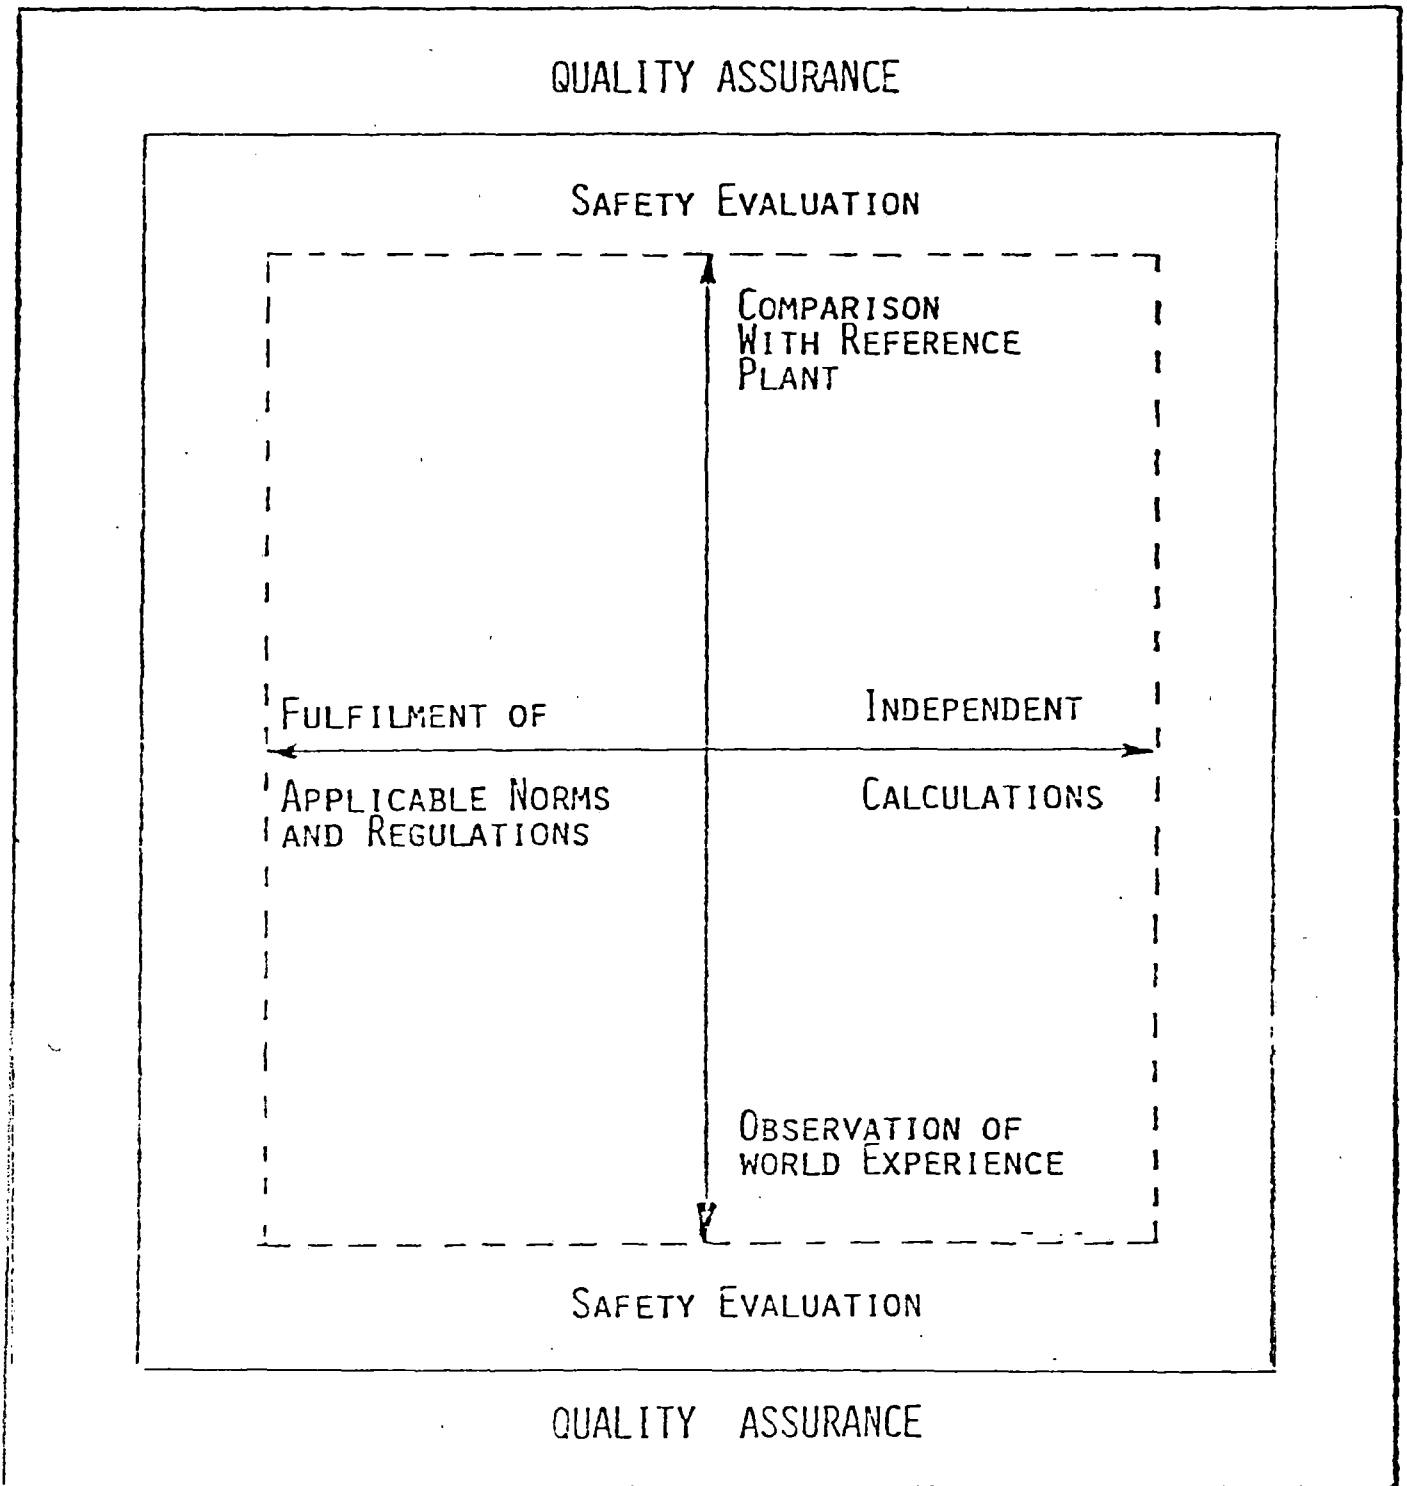 QUALITY ASSURANCE
SAFETY EVALUATION
COMPARISON
WITH REFERENCE
PLANT
FULFILMENT OF
INDEPENDENT
APPLICABLE NORMS
AND REGULATIONS
CALCULATIONS
OBSERVATION OF
WORLD EXPERIENCE
SAFETY EVALUATION
QUALITY ASSURANCE